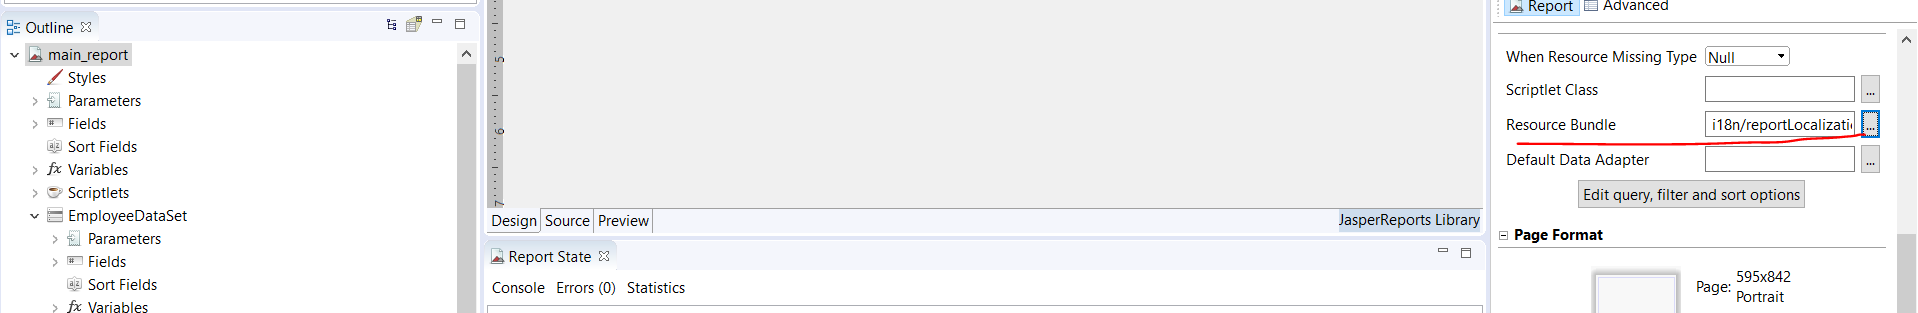 Outline
main_report
Styles
Parameters
Fields
Sort Fields
fx Variables
Scriptlets
EmployeeDataSet
Parameters
Fields
Sort Fields
fx Variables
5
6
7
Design Source Preview
JasperReports Library
Report State
Console Errors (0) Statistics
Report Advanced
When Resource Missing Type Null
Scriptlet Class ...
Resource Bundle i18n/reportLocalizati ...
Default Data Adapter ...
Edit query, filter and sort options
Page Format
Page: 595x842
Portrait